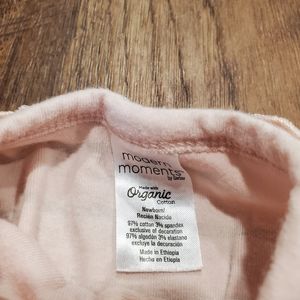 modern
moments
by Gerber
Made with
Organic
Cotton
Newborn/
Recién Nacido
97% cotton 3% spandex
exclusive of decoration
97% algodón 3% elastano
excluye la decoración
Made in Ethiopia
Hecho en Etiopía